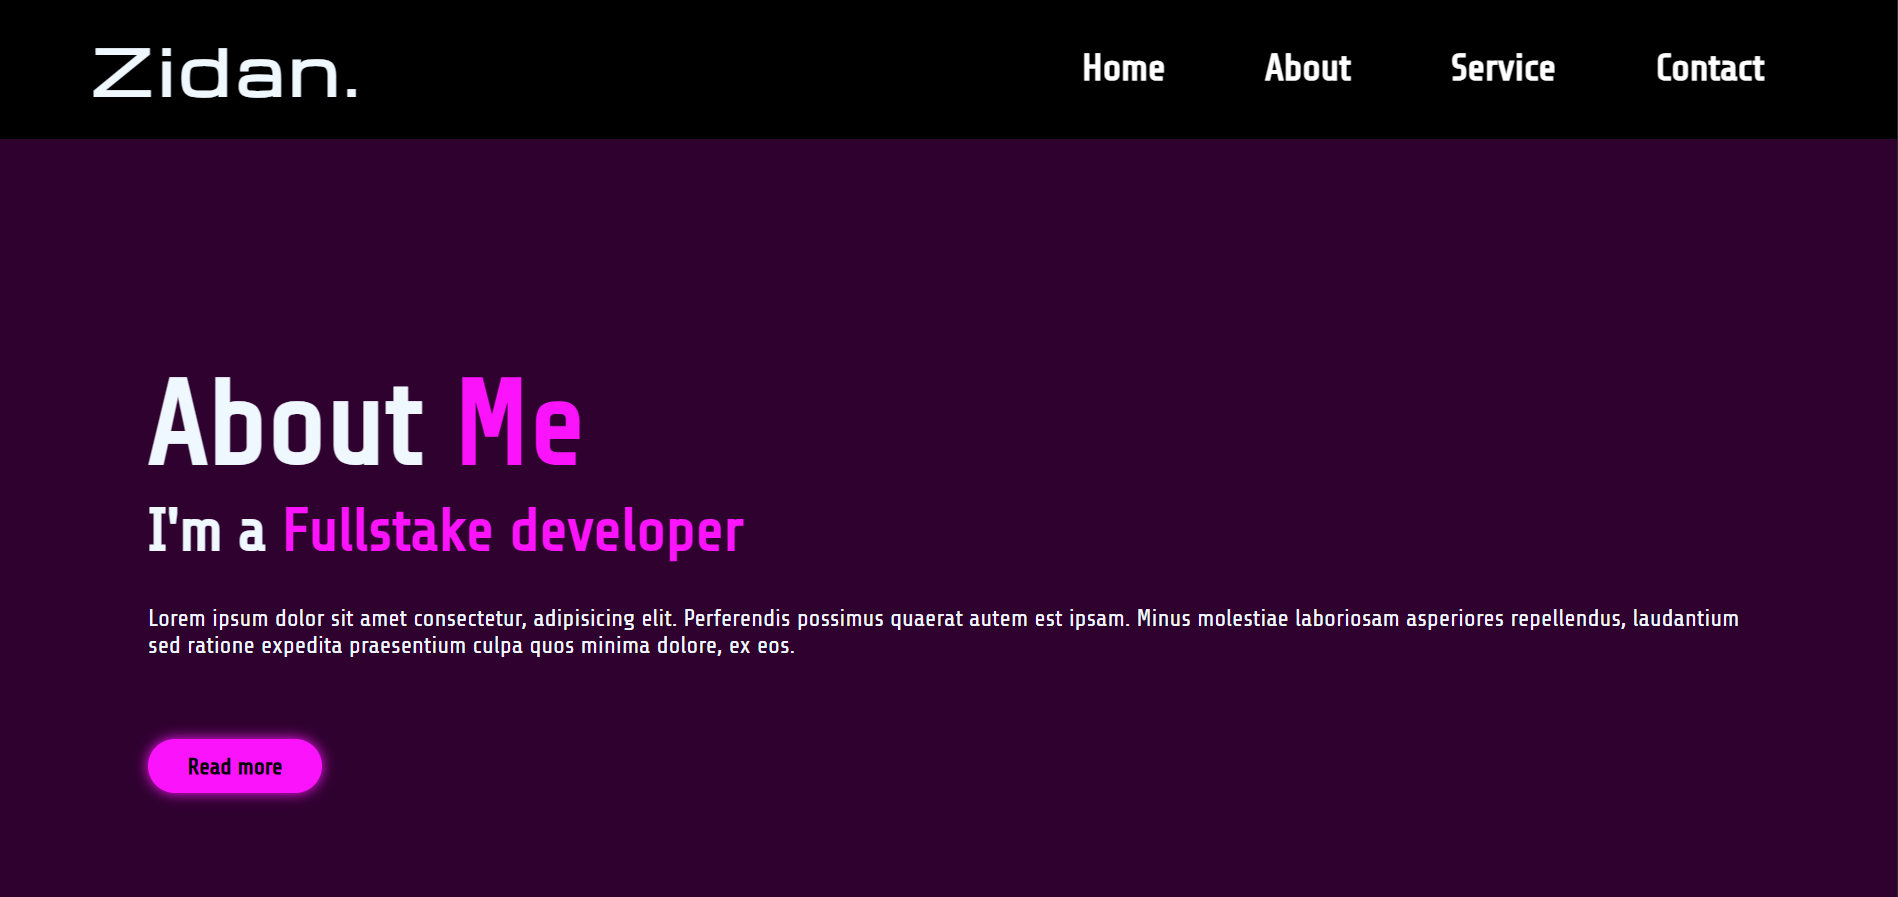 Zidan.
Home About Service Contact
About Me
I'm a Fullstake developer
Lorem ipsum dolor sit amet consectetur, adipisicing elit. Perferendis possimus quaerat autem est ipsam. Minus molestiae laboriosam asperiores repellendus, laudantium
sed ratione expedita praesentium culpa quos minima dolore, ex eos.
Read more